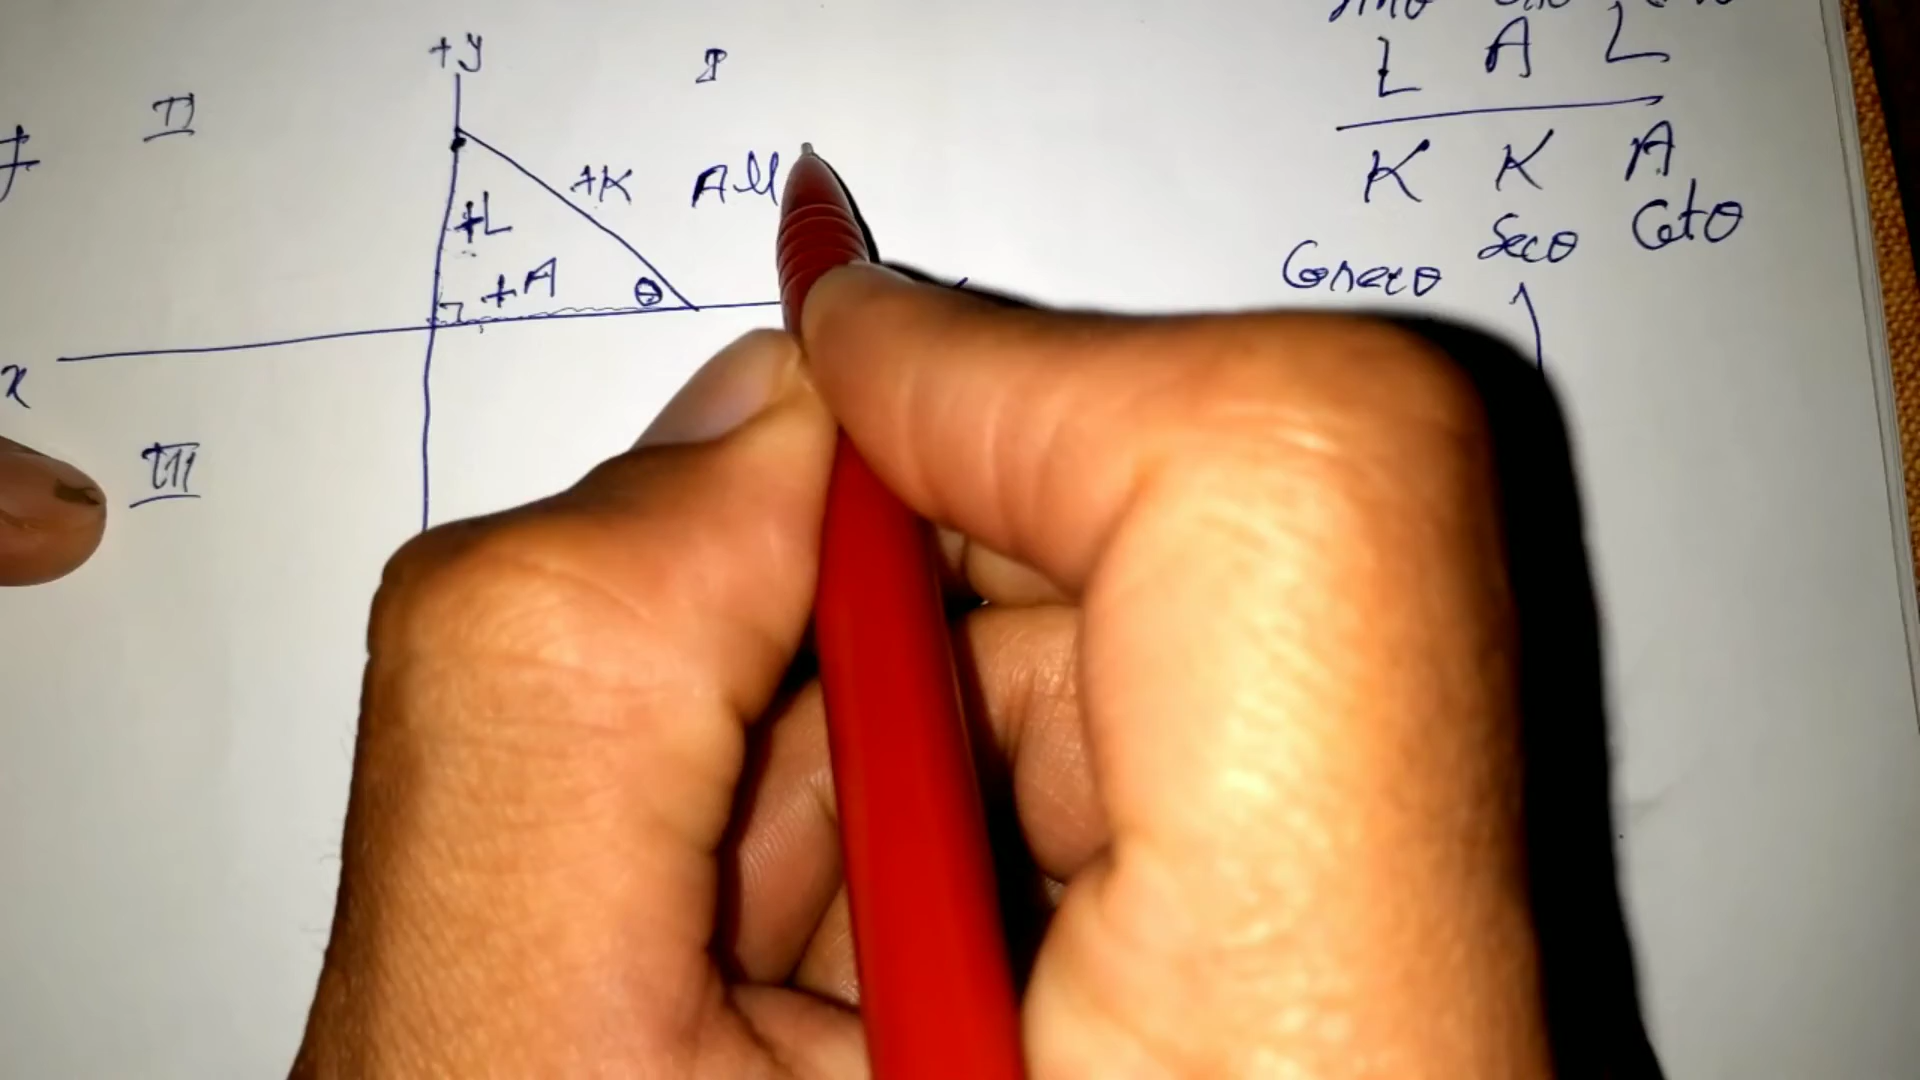 +y
I
II
+K All
+L
+A θ
x
III
L A L
K K A
Cosecθ Secθ Cotθ